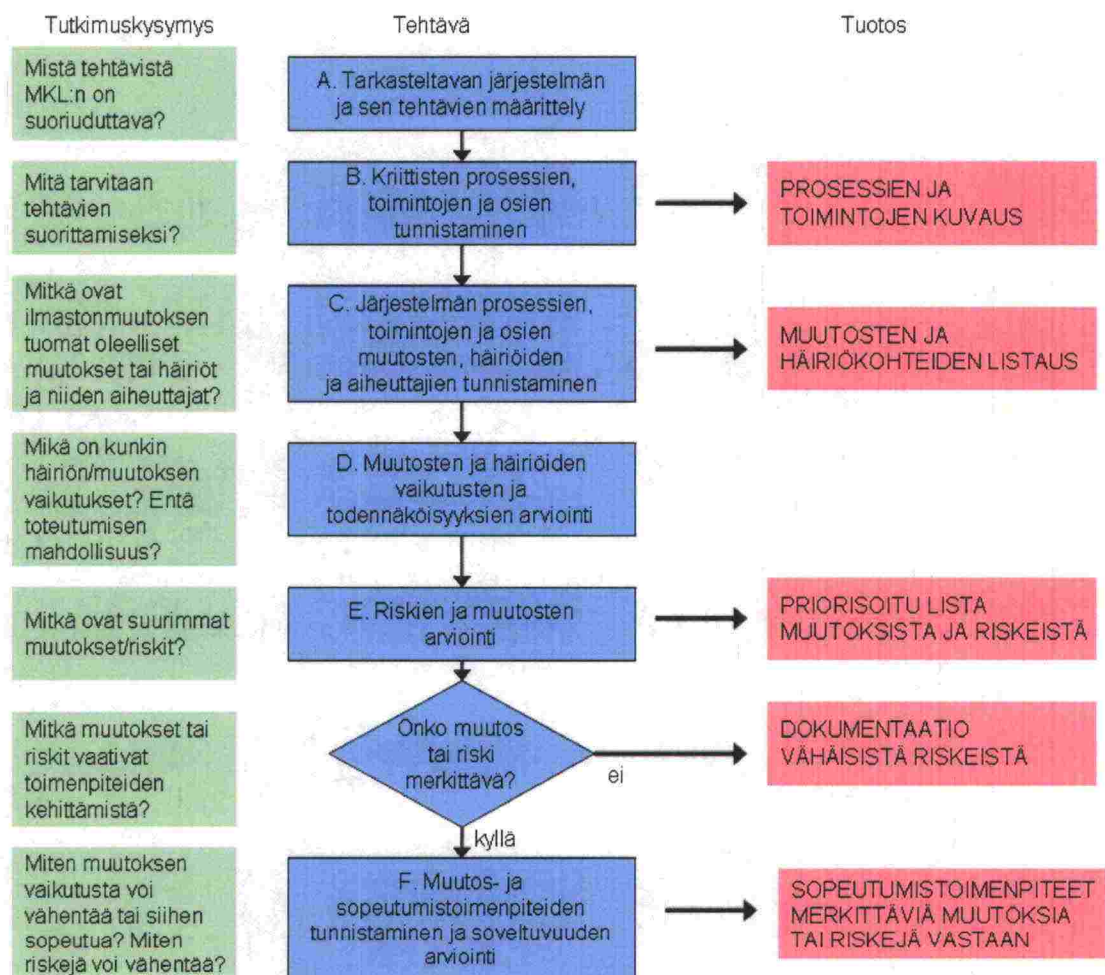 Tutkimuskysymys
Tehtävä
Tuotos
Mistä tehtävistä
MKL:n on
suoriuduttava?
A. Tarkasteltavan järjestelmän
ja sen tehtävien määrittely
Mitä tarvitaan
tehtävien
suorittamiseksi?
B. Kriittisten prosessien,
toimintojen ja osien
tunnistaminen
PROSESSIEN JA
TOIMINTOJEN KUVAUS
Mitkä ovat
ilmastonmuutoksen
tuomat oleelliset
muutokset tai häiriöt
ja niiden aiheuttajat?
C. Järjestelmän prosessien,
toimintojen ja osien
muutosten, häiriöiden
ja aiheuttajien tunnistaminen
MUUTOSTEN JA
HÄIRIÖKOHTEIDEN LISTAUS
Mikä on kunkin
häiriön/muutoksen
vaikutukset? Entä
toteutumisen
mahdollisuus?
D. Muutosten ja häiriöiden
vaikutusten ja
todennäköisyyksien arviointi
Mitkä ovat suurimmat
muutokset/riskit?
E. Riskien ja muutosten
arviointi
PRIORISOITU LISTA
MUUTOKSISTA JA RISKEISTÄ
Mitkä muutokset tai
riskit vaativat
toimenpiteiden
kehittämistä?
Onko muutos
tai riski
merkittävä?
ei
DOKUMENTAATIO
VÄHÄISISTÄ RISKEISTÄ
kyllä
Miten muutoksen
vaikutusta voi
vähentää tai siihen
sopeutua? Miten
riskejä voi vähentää?
F. Muutos- ja
sopeutumistoimenpiteiden
tunnistaminen ja soveltuvuuden
arviointi
SOPEUTUMISTOIMENPITEET
MERKITTÄVIÄ MUUTOKSIA
TAI RISKEJÄ VASTAAN